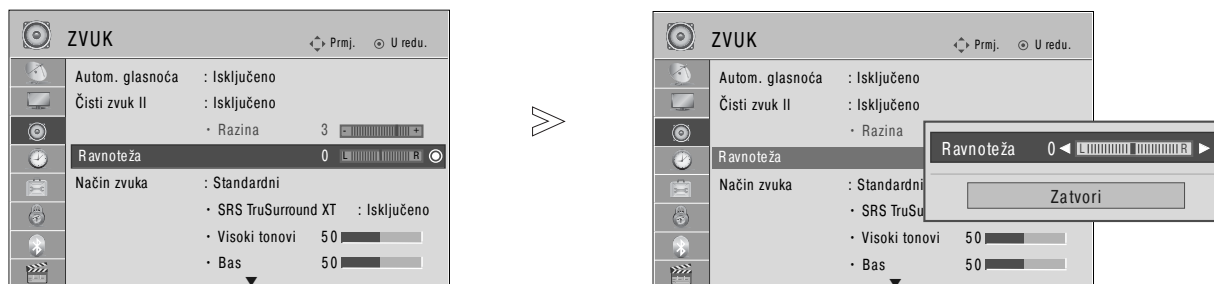 ZVUK Prmj. U redu.
Autom. glasnoća : Isključeno
Čisti zvuk II : Isključeno
• Razina 3 - +
Ravnoteža 0 L R
Način zvuka : Standardni
• SRS TruSurround XT : Isključeno
• Visoki tonovi 50
• Bas 50
ZVUK Prmj. U redu.
Autom. glasnoća : Isključeno
Čisti zvuk II : Isključeno
• Razina
Ravnoteža
Način zvuka : Standardni
• SRS TruSu
• Visoki tonovi 50
• Bas 50
Ravnoteža 0 L R
Zatvori